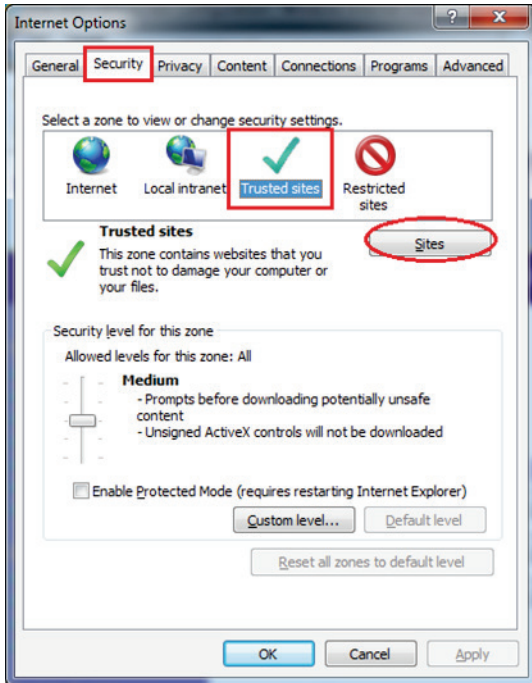 Internet Options
General Security Privacy Content Connections Programs Advanced
Select a zone to view or change security settings.
Internet Local intranet Trusted sites Restricted
sites
Trusted sites
Sites
This zone contains websites that you
trust not to damage your computer or
your files.
Security level for this zone
Allowed levels for this zone: All
Medium
- Prompts before downloading potentially unsafe
content
- Unsigned ActiveX controls will not be downloaded
Enable Protected Mode (requires restarting Internet Explorer)
Custom level... Default level
Reset all zones to default level
OK Cancel Apply